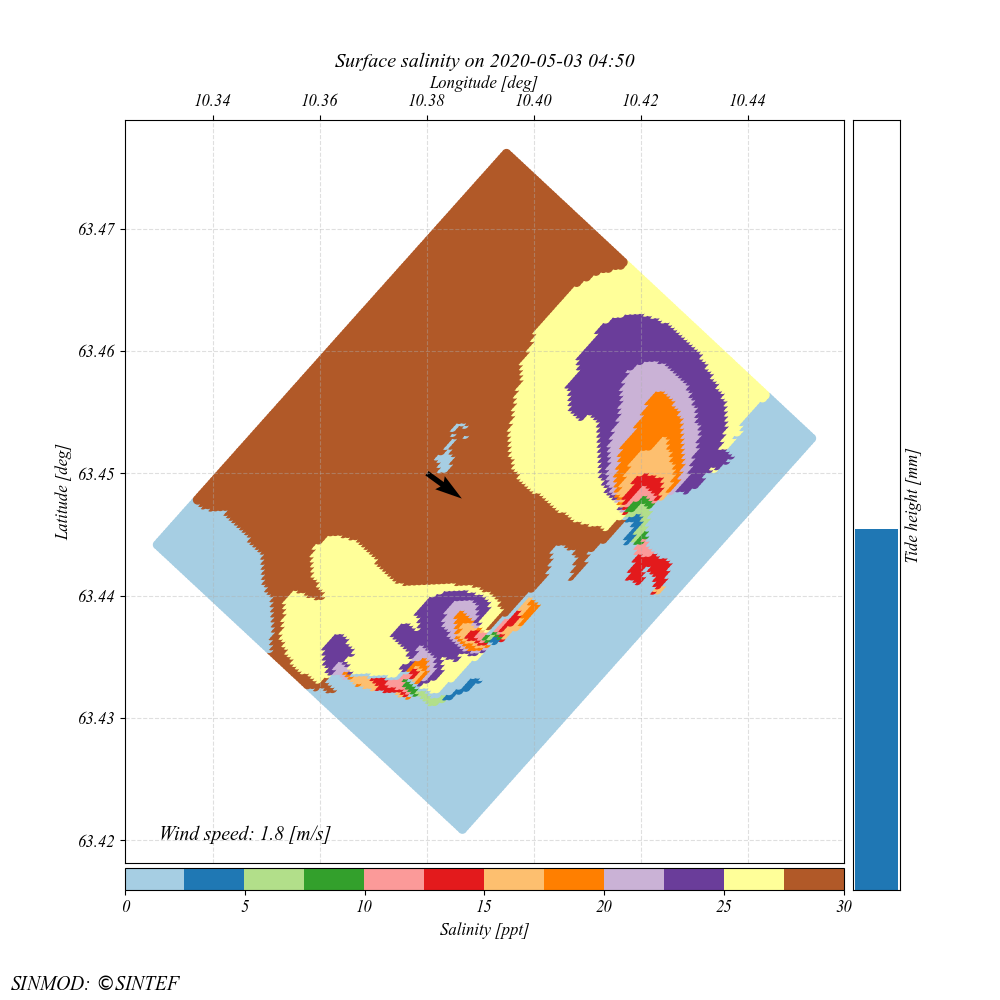 Surface salinity on 2020-05-03 04:50
Longitude [deg]
10.34 10.36 10.38 10.40 10.42 10.44
63.47
63.46
63.45
63.44
63.43
63.42
Latitude [deg]
Tide height [mm]
Wind speed: 1.8 [m/s]
0 5 10 15 20 25 30
Salinity [ppt]
SINMOD: ©SINTEF